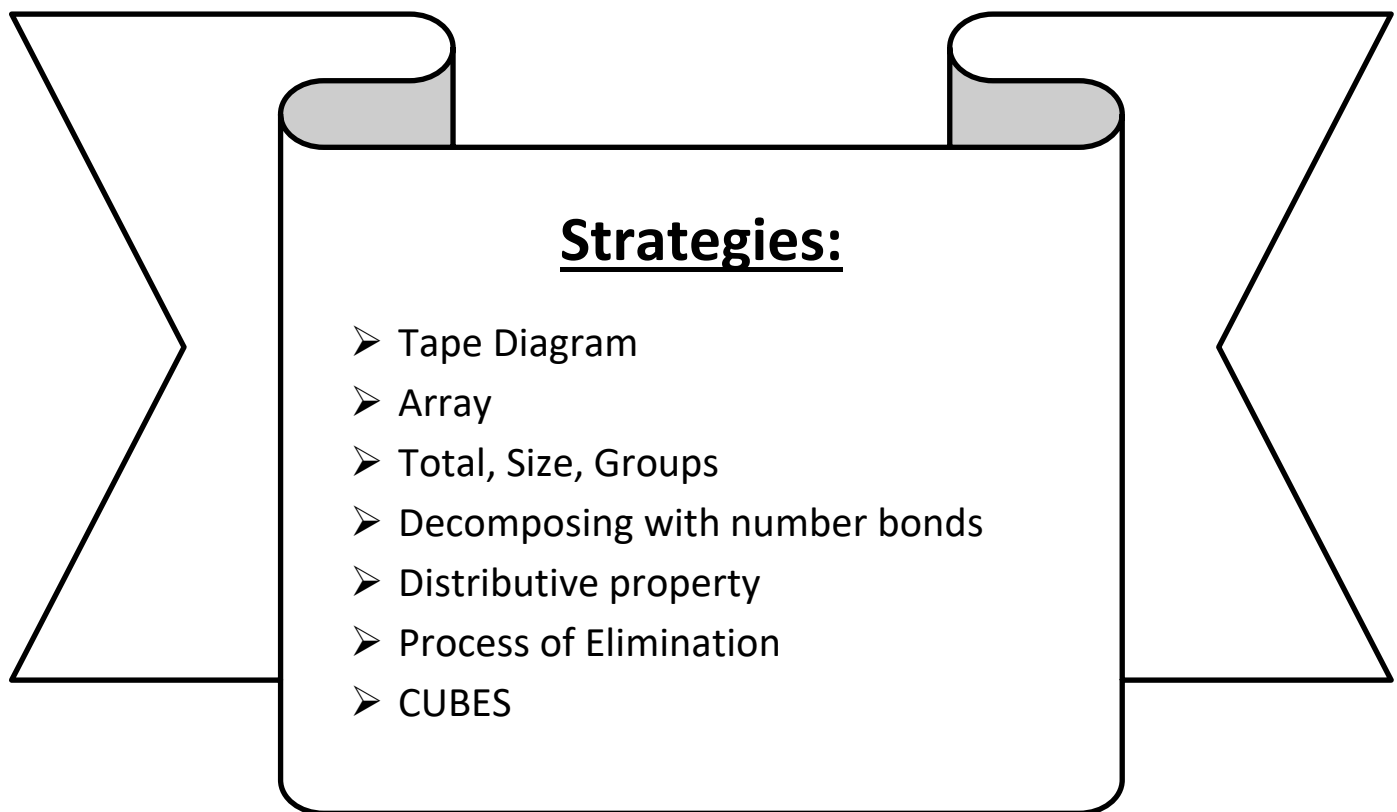 Strategies:
➢ Tape Diagram
➢ Array
➢ Total, Size, Groups
➢ Decomposing with number bonds
➢ Distributive property
➢ Process of Elimination
➢ CUBES